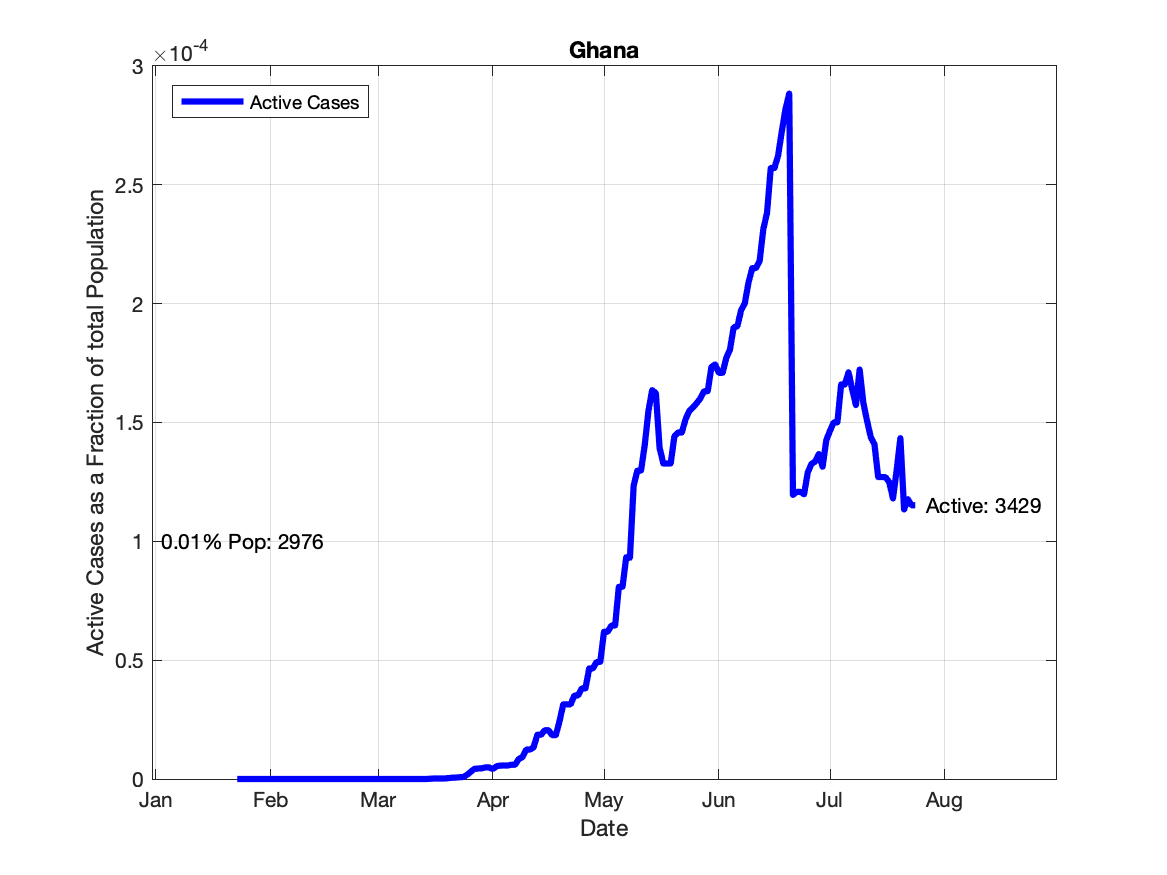 Ghana
×10-4
Active Cases
3
2.5
2
1.5
1
0.5
0
Active Cases as a Fraction of total Population
0.01% Pop: 2976
Active: 3429
Jan Feb Mar Apr May Jun Jul Aug
Date